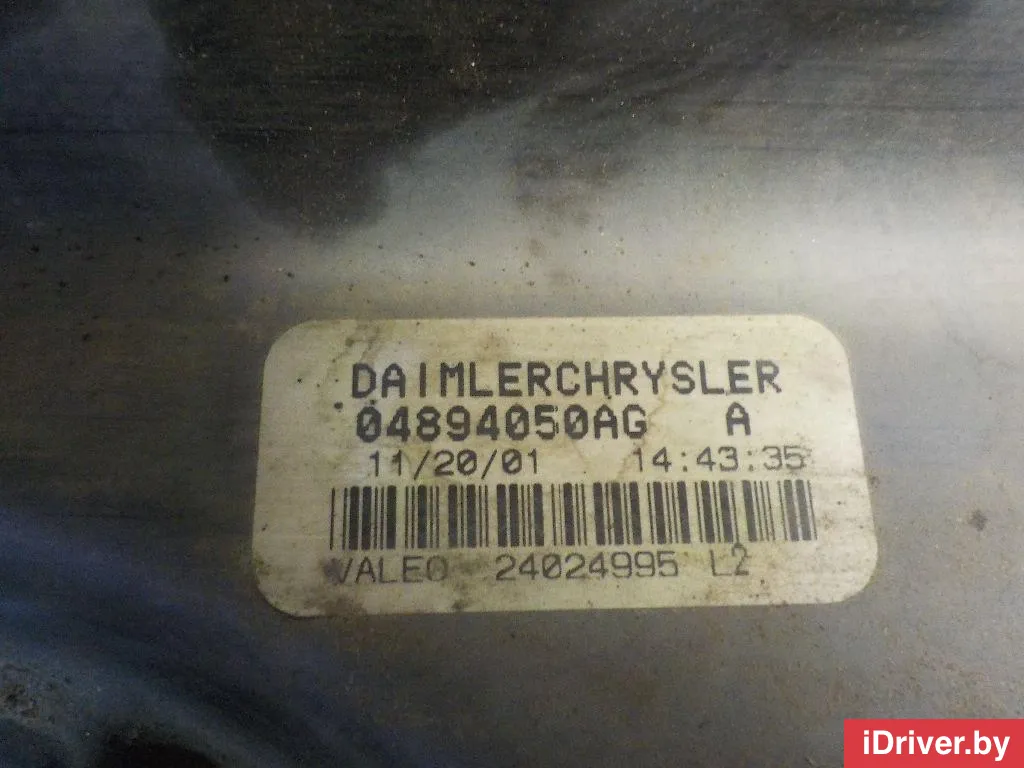 DAIMLERCHRYSLER
04894050AG A
11/20/01 14:43:35
VALEO 24024995 L2
iDriver.by